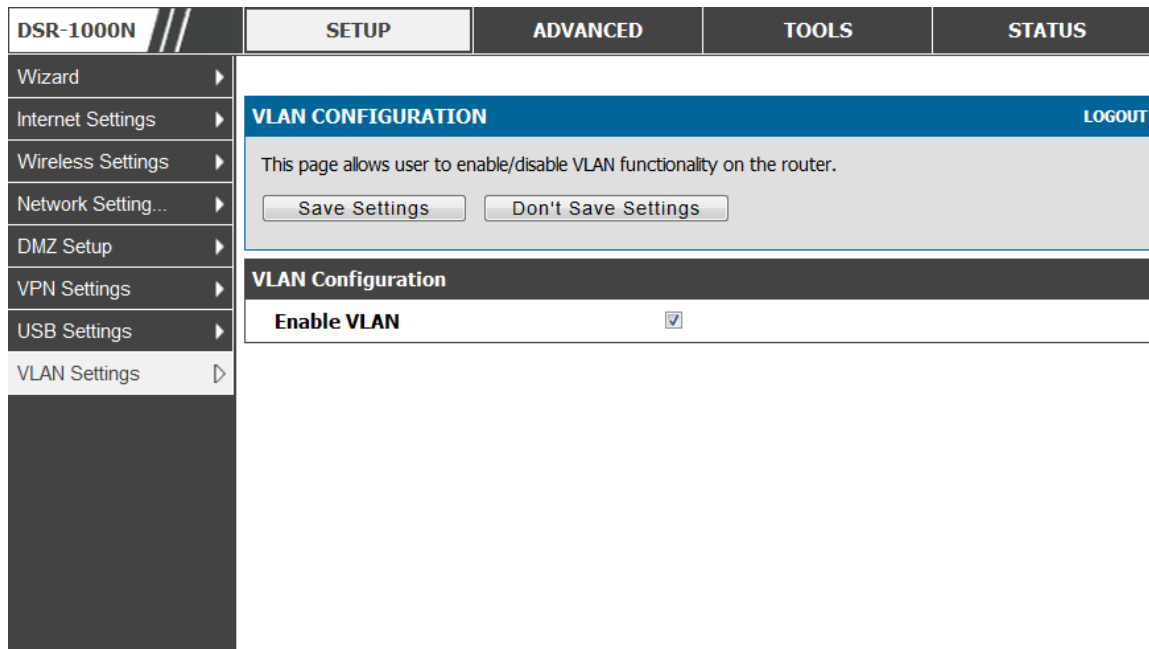 DSR-1000N SETUP ADVANCED TOOLS STATUS
Wizard
Internet Settings
Wireless Settings
Network Setting...
DMZ Setup
VPN Settings
USB Settings
VLAN Settings
VLAN CONFIGURATION LOGOUT
This page allows user to enable/disable VLAN functionality on the router.
Save Settings Don't Save Settings
VLAN Configuration
Enable VLAN